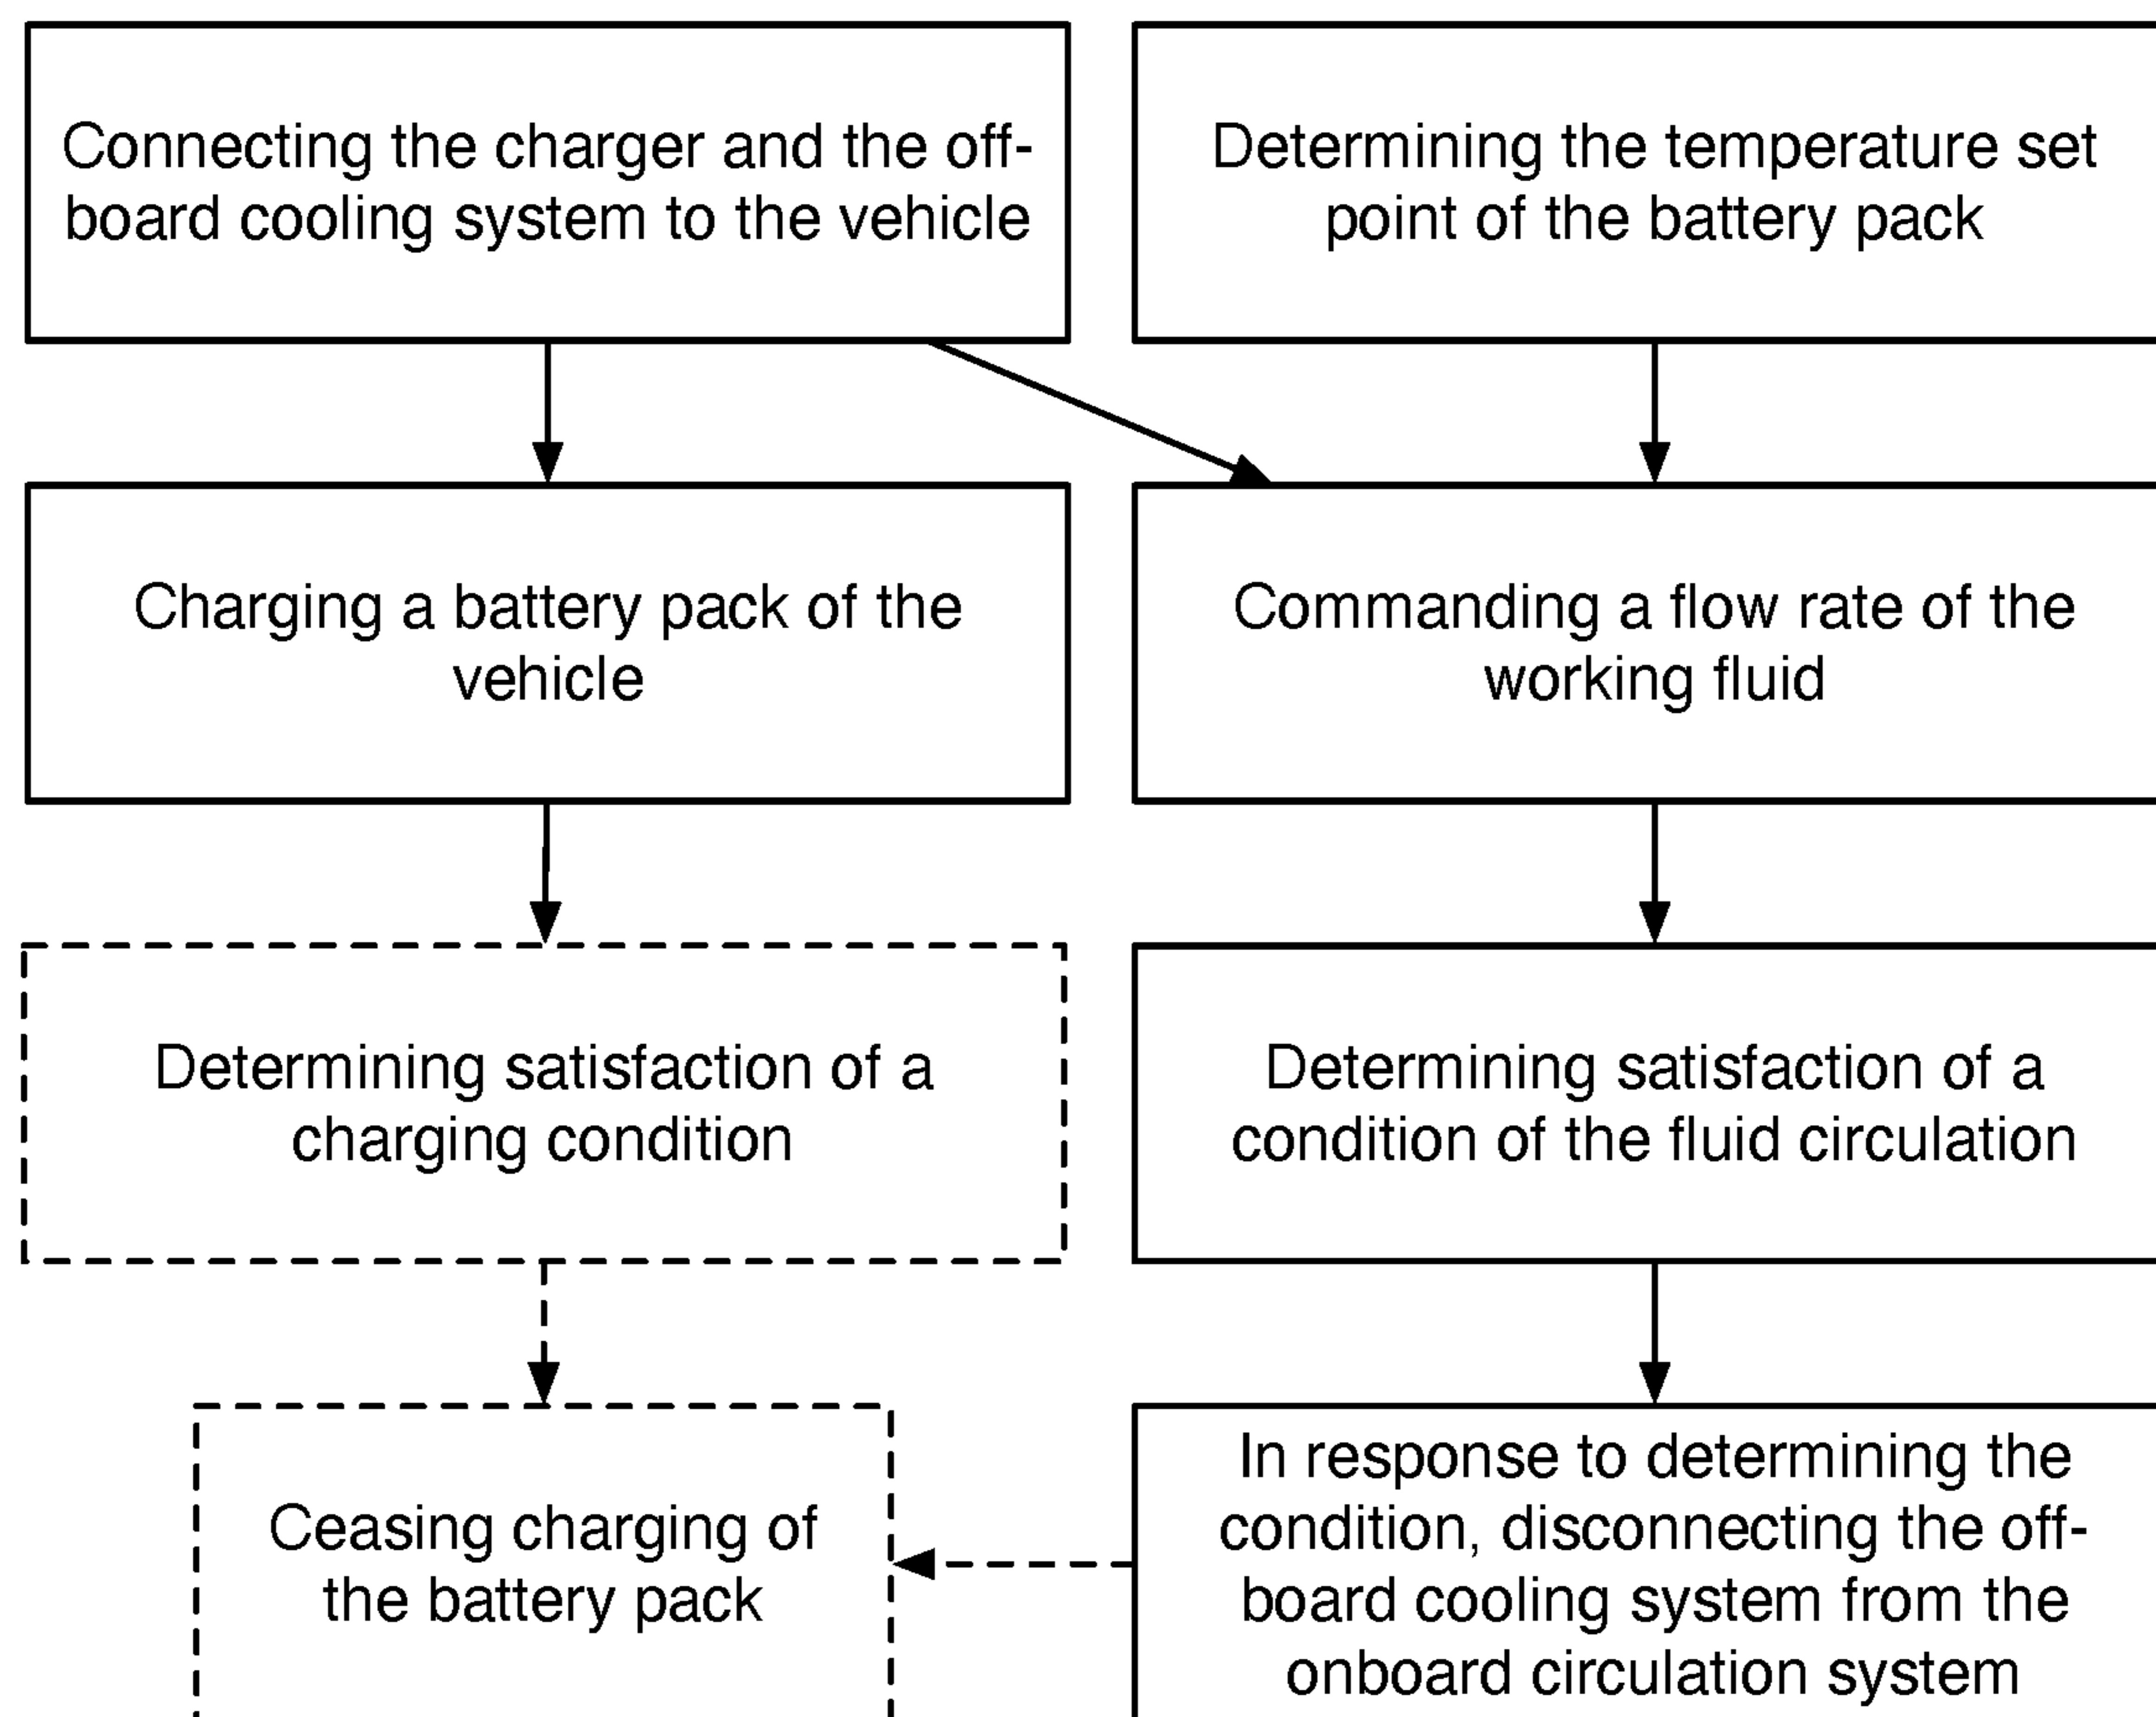 Connecting the charger and the off-
board cooling system to the vehicle
Determining the temperature set
point of the battery pack
Charging a battery pack of the
vehicle
Commanding a flow rate of the
working fluid
Determining satisfaction of a
charging condition
Determining satisfaction of a
condition of the fluid circulation
Ceasing charging of
the battery pack
In response to determining the
condition, disconnecting the off-
board cooling system from the
onboard circulation system